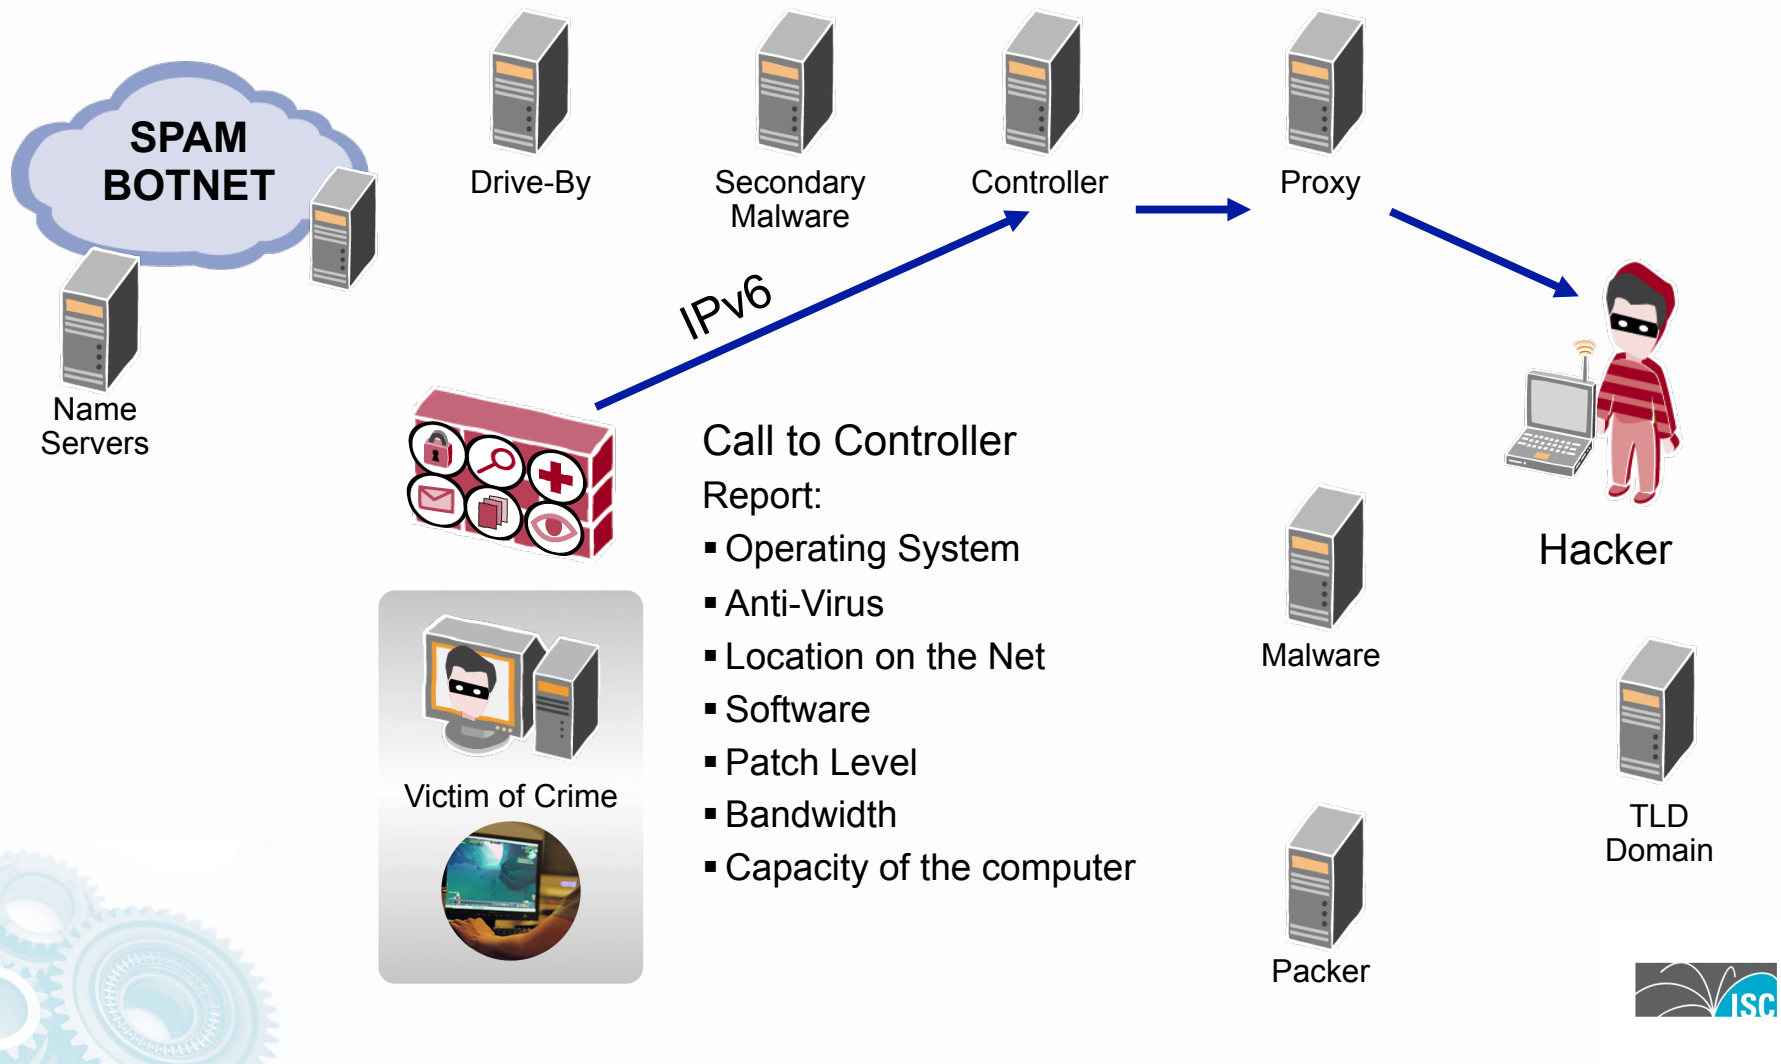 SPAM
BOTNET
Drive-By
Secondary
Malware
Controller
Proxy
Name
Servers
IPv6
Call to Controller
Report:
▪ Operating System
▪ Anti-Virus
▪ Location on the Net
▪ Software
▪ Patch Level
▪ Bandwidth
▪ Capacity of the computer
Victim of Crime
Hacker
Malware
TLD
Domain
Packer
ISC